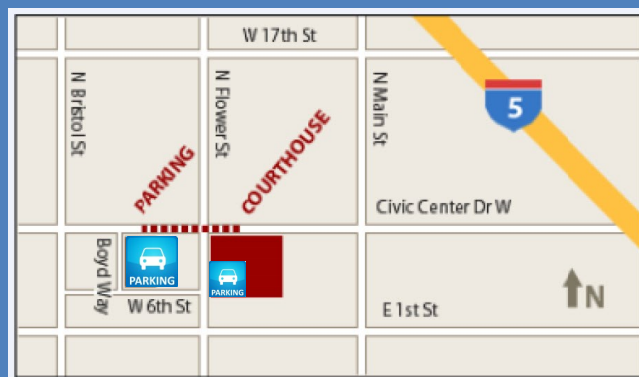 W 17th St
N Bristol St
N Flower St
N Main St
5
PARKING
COURTHOUSE
Civic Center Dr W
Boyd Way
PARKING
PARKING
W 6th St
E 1st St
N